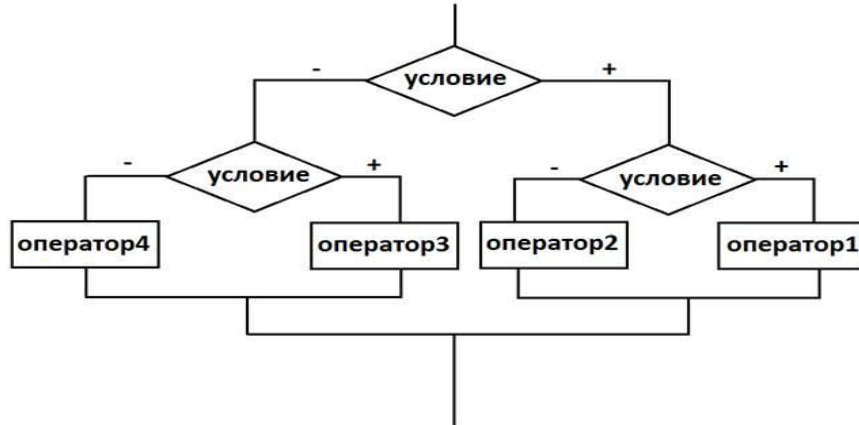 - условие +
- условие + - условие +
оператор4 оператор3 оператор2 оператор1